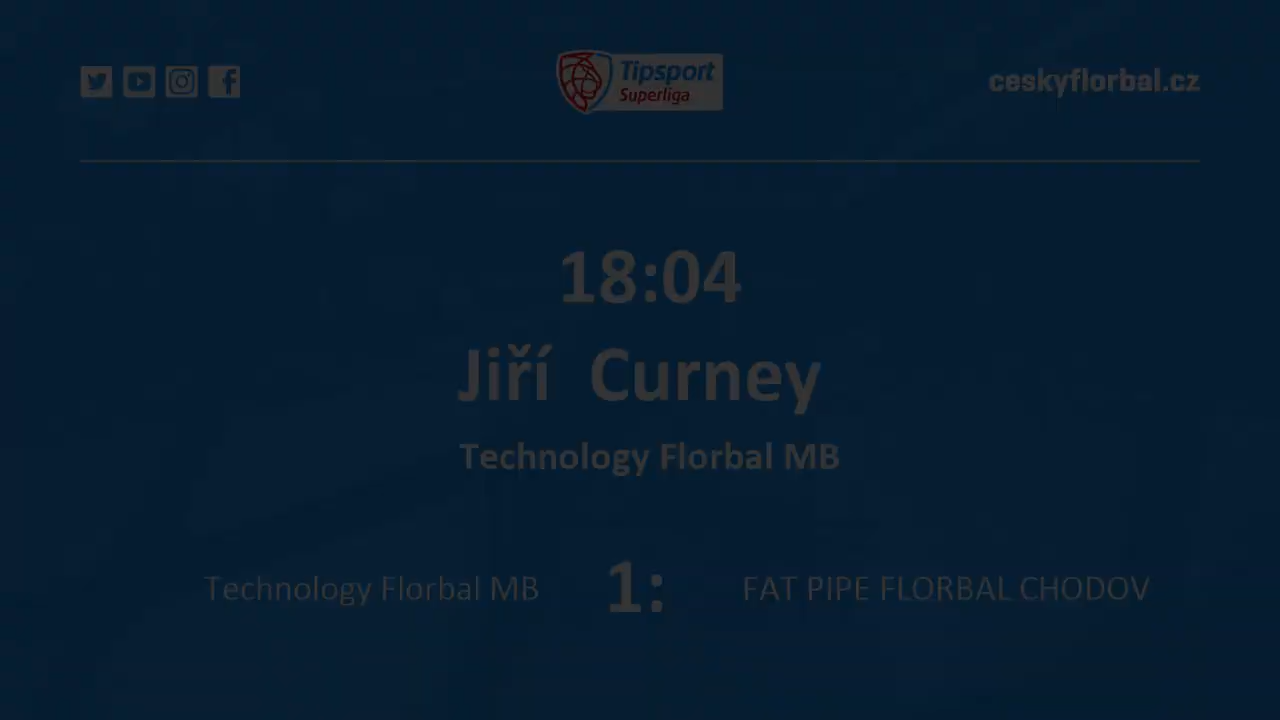 Tipsport
Superliga
ceskyflorbal.cz
18:04
Jiří Curney
Technology Florbal MB
Technology Florbal MB 1: FAT PIPE FLORBAL CHODOV